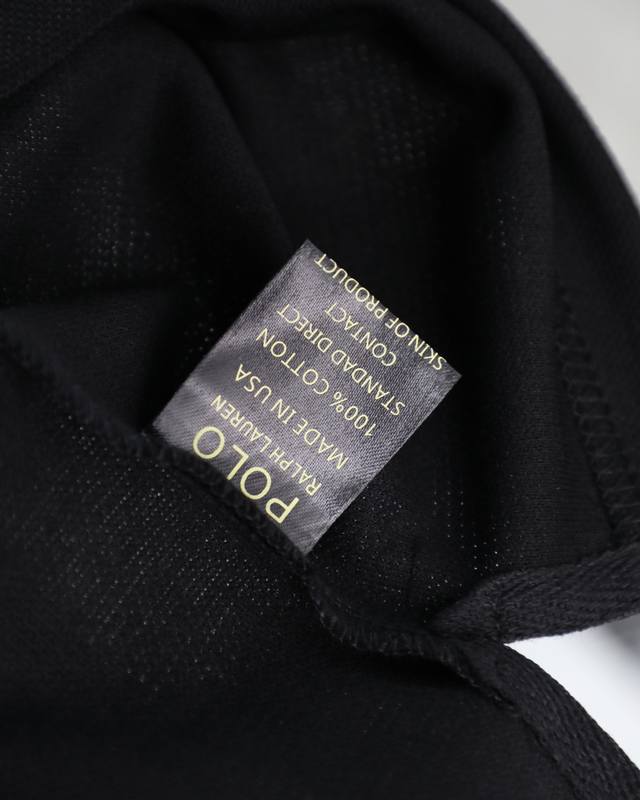 POLO
RALPH LAUREN
MADE IN USA
100% COTTON
STANDAD DIRECT
CONTACT
SKIN OF PRODUCT